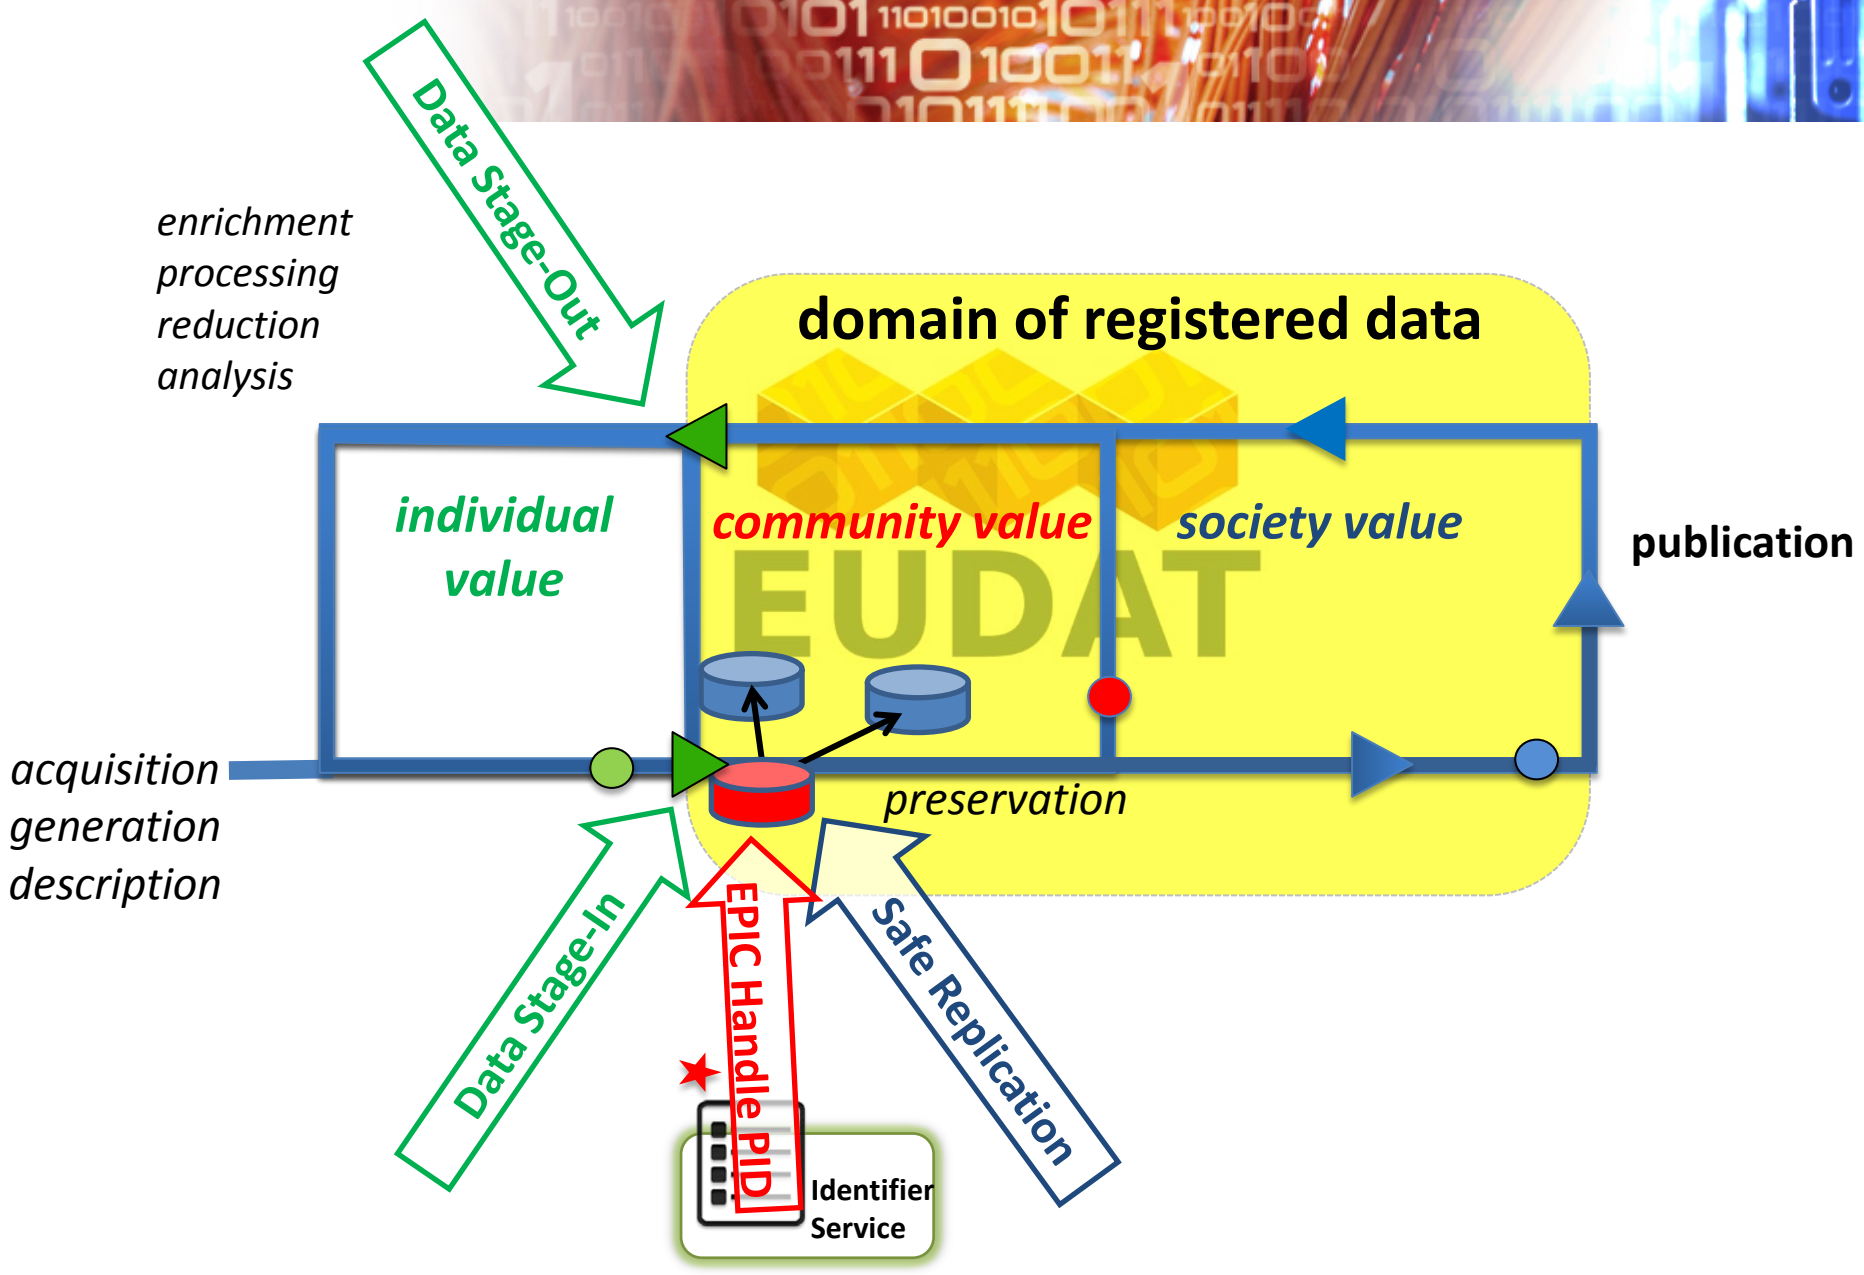 Data Stage-Out
enrichment
processing
reduction
analysis
domain of registered data
individual
value
community value
society value
publication
EUDAT
acquisition
generation
description
preservation
Data Stage-In
EPIC Handle PID
Safe Replication
Identifier
Service